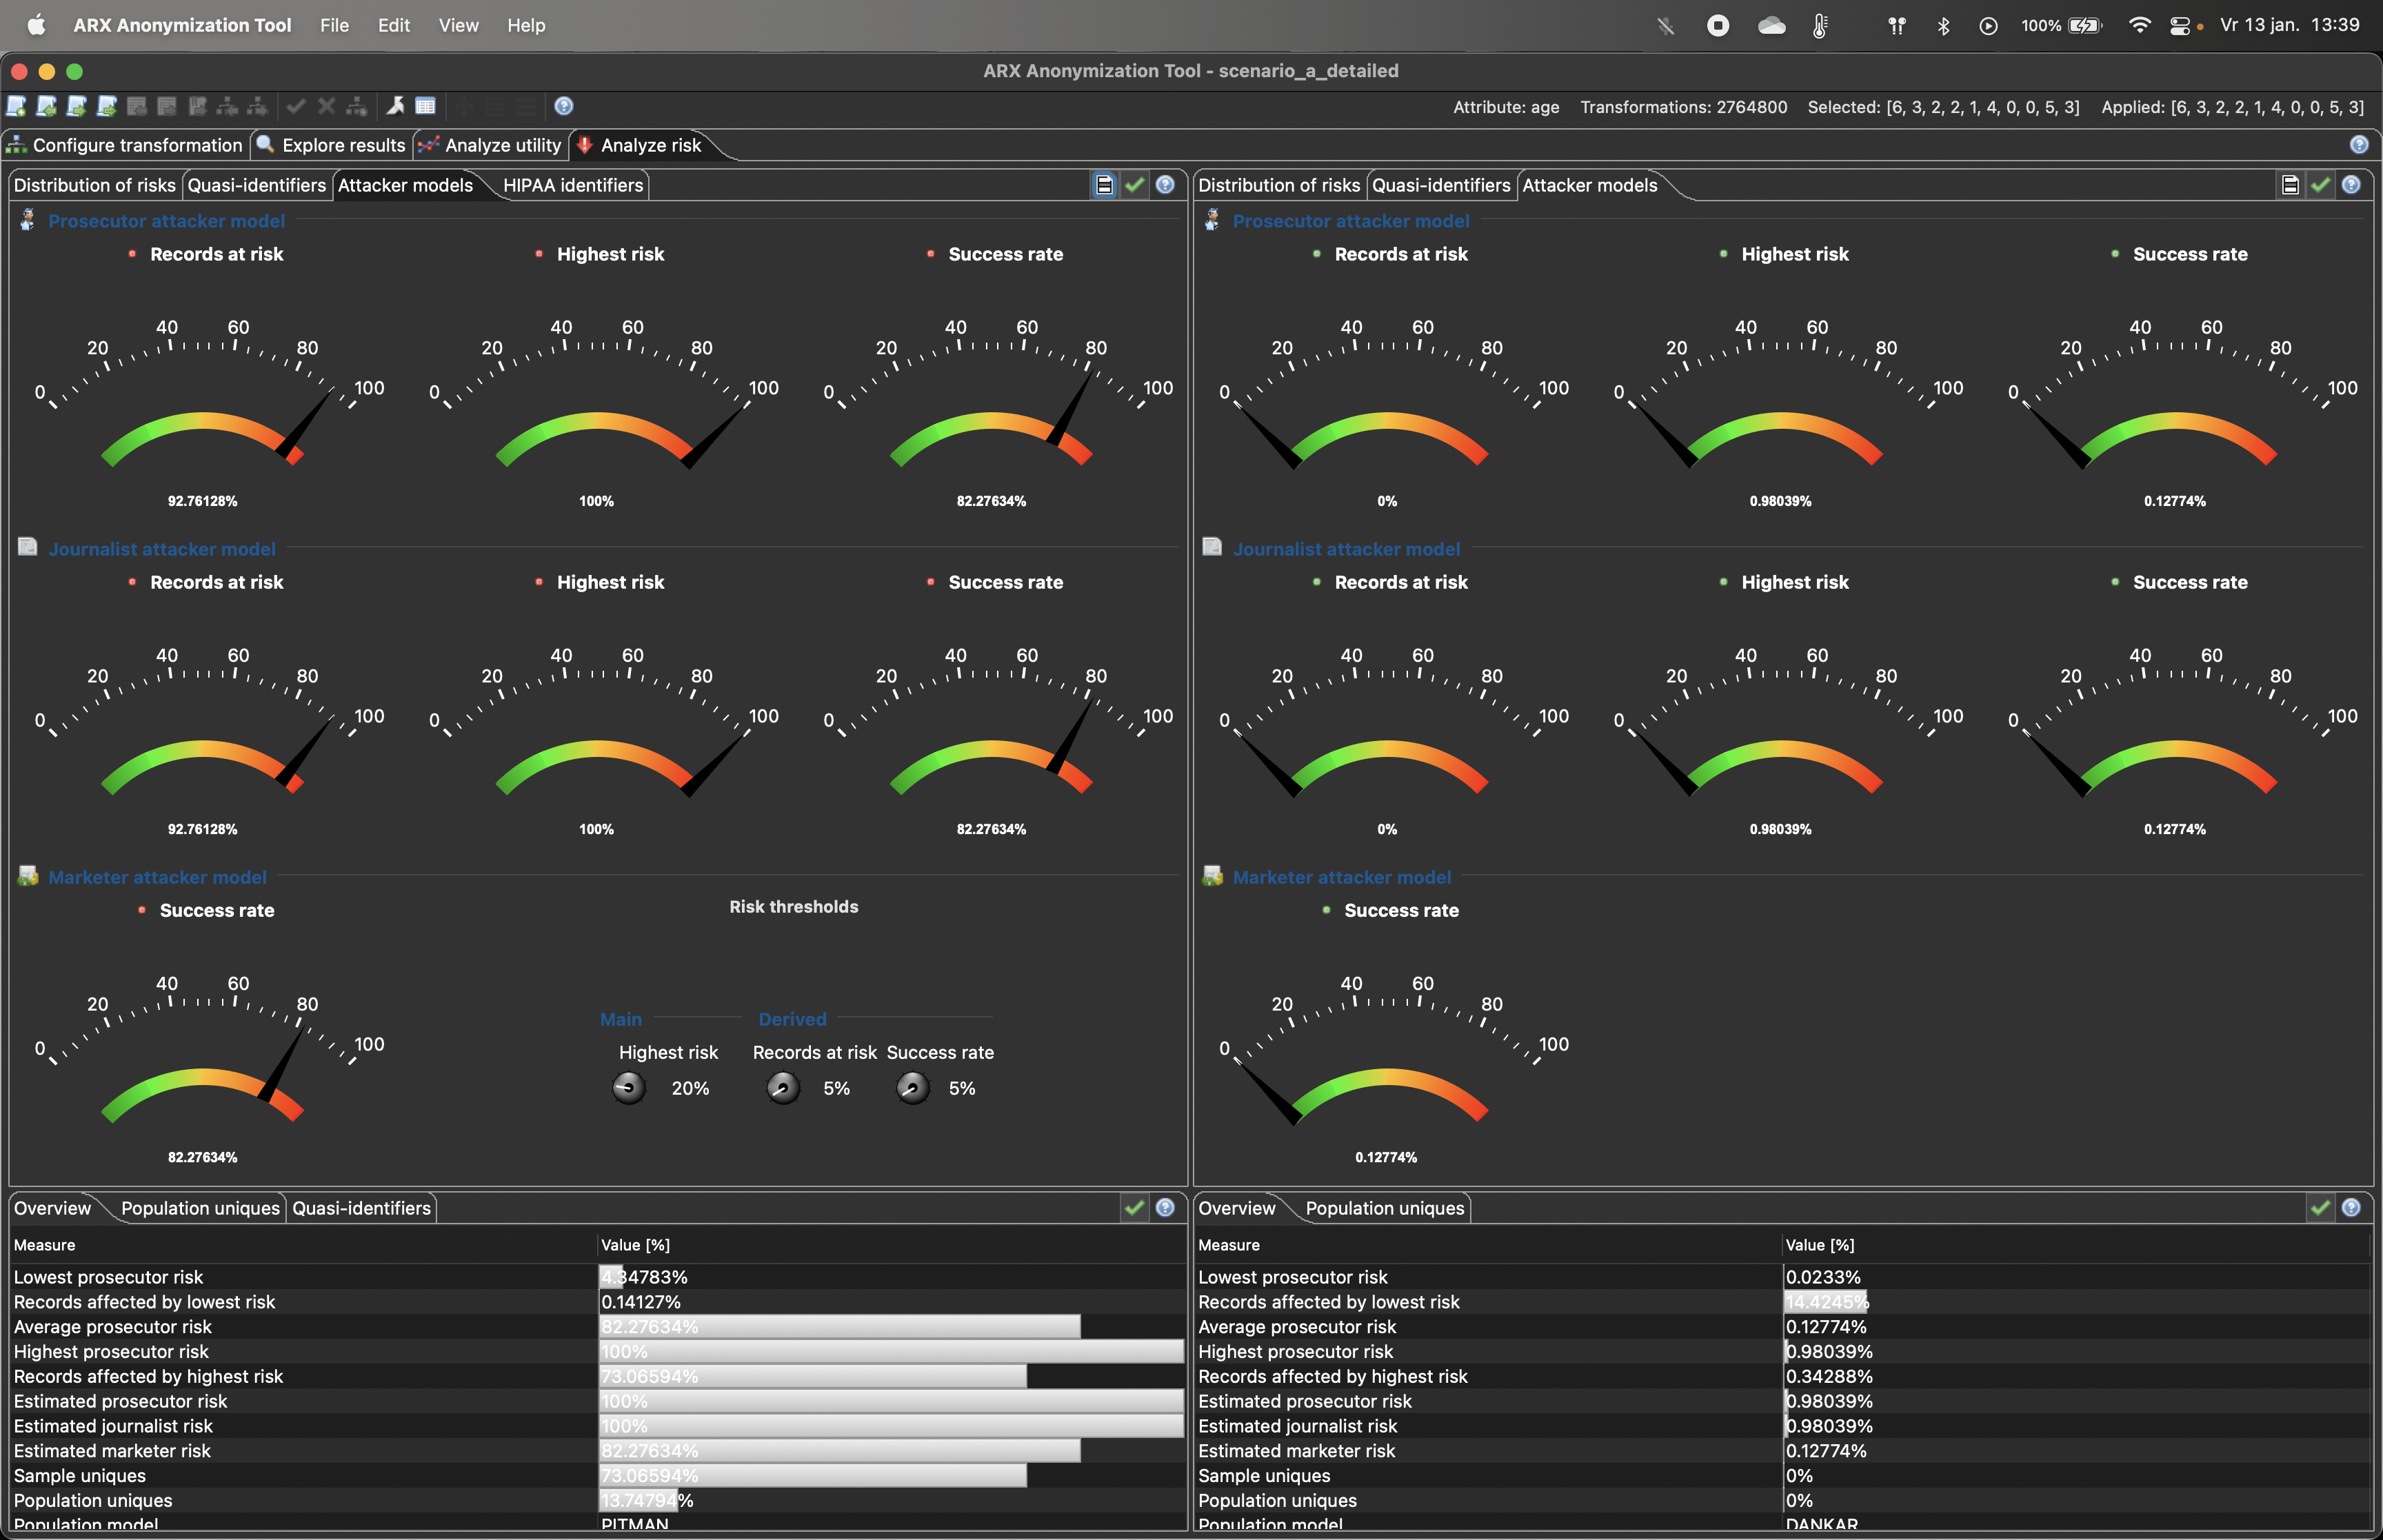 ARX Anonymization Tool File Edit View Help 100% Vr 13 jan. 13:39
ARX Anonymization Tool - scenario_a_detailed
Attribute: age Transformations: 2764800 Selected: [6, 3, 2, 2, 1, 4, 0, 0, 5, 3] Applied: [6, 3, 2, 2, 1, 4, 0, 0, 5, 3]
Configure transformation Explore results Analyze utility Analyze risk
Distribution of risks Quasi-identifiers Attacker models HIPAA identifiers
Prosecutor attacker model
Records at risk Highest risk Success rate
0 20 40 60 80 100 0 20 40 60 80 100 0 20 40 60 80 100
92.76128% 100% 82.27634%
Journalist attacker model
Records at risk Highest risk Success rate
0 20 40 60 80 100 0 20 40 60 80 100 0 20 40 60 80 100
92.76128% 100% 82.27634%
Marketer attacker model
Success rate
0 20 40 60 80 100
82.27634%
Risk thresholds
Main Derived
Highest risk Records at risk Success rate
20% 5% 5%
Distribution of risks Quasi-identifiers Attacker models
Prosecutor attacker model
Records at risk Highest risk Success rate
0 20 40 60 80 100 0 20 40 60 80 100 0 20 40 60 80 100
0% 0.98039% 0.12774%
Journalist attacker model
Records at risk Highest risk Success rate
0 20 40 60 80 100 0 20 40 60 80 100 0 20 40 60 80 100
0% 0.98039% 0.12774%
Marketer attacker model
Success rate
0 20 40 60 80 100
0.12774%
Overview Population uniques Quasi-identifiers
Measure Value [%]
Lowest prosecutor risk 4.34783%
Records affected by lowest risk 0.14127%
Average prosecutor risk 82.27634%
Highest prosecutor risk 100%
Records affected by highest risk 73.06594%
Estimated prosecutor risk 100%
Estimated journalist risk 100%
Estimated marketer risk 82.27634%
Sample uniques 73.06594%
Population uniques 13.74794%
Population model PITMAN
Overview Population uniques
Measure Value [%]
Lowest prosecutor risk 0.0233%
Records affected by lowest risk 14.4245%
Average prosecutor risk 0.12774%
Highest prosecutor risk 0.98039%
Records affected by highest risk 0.34288%
Estimated prosecutor risk 0.98039%
Estimated journalist risk 0.98039%
Estimated marketer risk 0.12774%
Sample uniques 0%
Population uniques 0%
Population model DANKAR